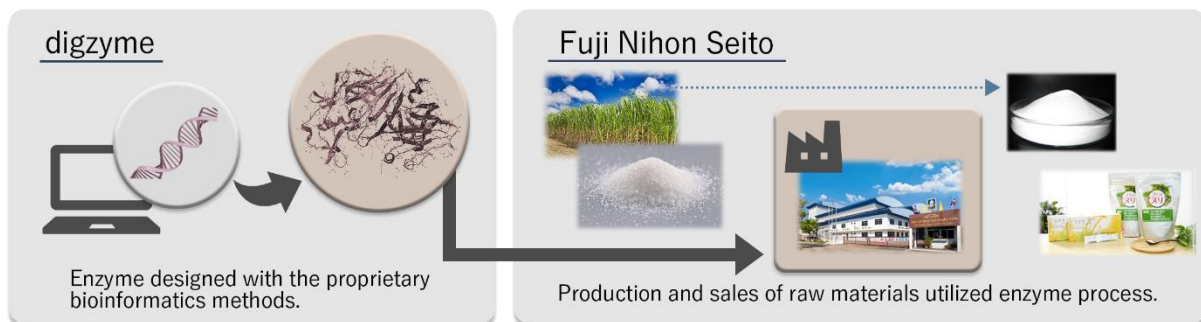 digzyme
Enzyme designed with the proprietary
bioinformatics methods.
Fuji Nihon Seito
Production and sales of raw materials utilized enzyme process.